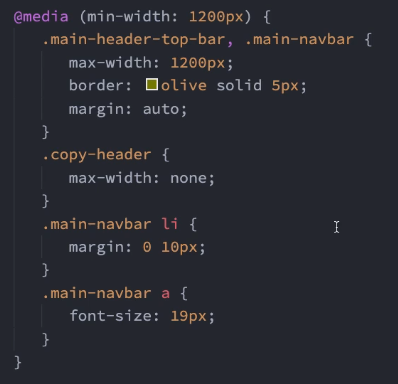 @media (min-width: 1200px) {
    .main-header-top-bar, .main-navbar {
        max-width: 1200px;
        border: olive solid 5px;
        margin: auto;
    }
    .copy-header {
        max-width: none;
    }
    .main-navbar li {
        margin: 0 10px;
    }
    .main-navbar a {
        font-size: 19px;
    }
}